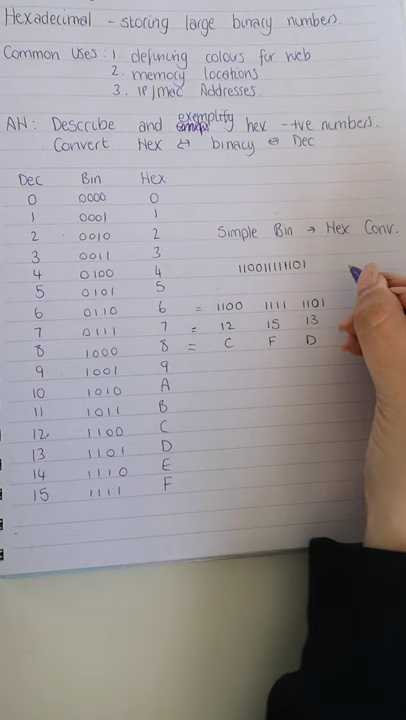 Hexadecimal - storing large binary numbers.
Common Uses: 1. defining colours for web
2. memory locations
3. IP/mac Addresses.
AH: Describe and exemplify hex -+ve numbers.
Convert Hex ↔ binary ↔ Dec
Dec Bin Hex
0 0000 0
1 0001 1
2 0010 2
3 0011 3
4 0100 4
5 0101 5
6 0110 6
7 0111 7
8 1000 8
9 1001 9
10 1010 A
11 1011 B
12 1100 C
13 1101 D
14 1110 E
15 1111 F
Simple Bin → Hex Conv.
110011111101
= 1100 1111 1101
= 12 15 13
= C F D